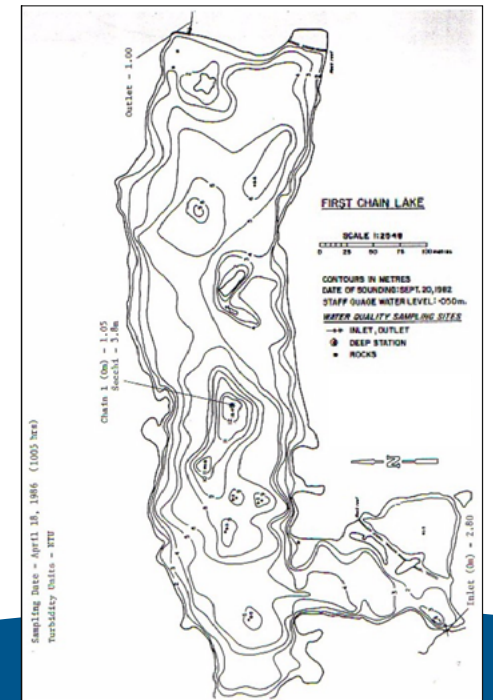 Outlet - 1.00
FIRST CHAIN LAKE
SCALE 1:2548
0 25 50 75 100 metres
CONTOURS IN METRES
DATE OF SOUNDING: SEPT. 20, 1982
STAFF GUAGE WATER LEVEL: -050m.
WATER QUALITY SAMPLING SITES
INLET, OUTLET
DEEP STATION
ROCKS
Chain 1 (0m) - 1.05
Secchi - 3.8m
N
Inlet (0m) - 2.80
Sampling Date - April 18, 1986 (1005 hrs)
Turbidity Units - NTU